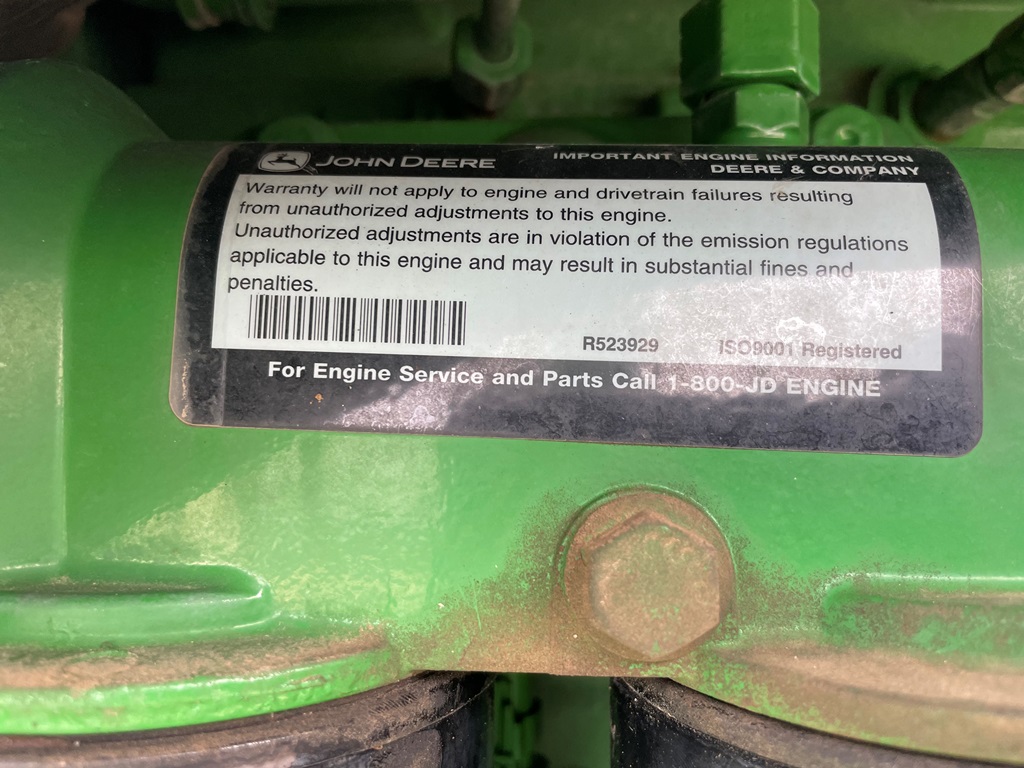 JOHN DEERE
IMPORTANT ENGINE INFORMATION
DEERE & COMPANY
Warranty will not apply to engine and drivetrain failures resulting
from unauthorized adjustments to this engine.
Unauthorized adjustments are in violation of the emission regulations
applicable to this engine and may result in substantial fines and
penalties.
R523929 ISO9001 Registered
For Engine Service and Parts Call 1-800-JD ENGINE